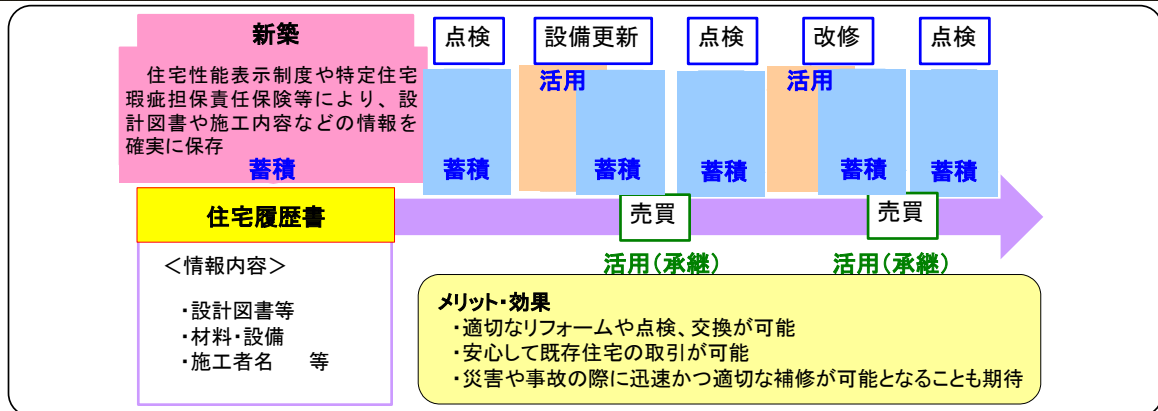 新築
住宅性能表示制度や特定住宅
瑕疵担保責任保険等により、設
計図書や施工内容などの情報を
確実に保存
蓄積
点検
蓄積
設備更新
活用
蓄積
点検
蓄積
改修
活用
蓄積
点検
蓄積
住宅履歴書
売買
活用(承継)
売買
活用(承継)
<情報内容>
・設計図書等
・材料・設備
・施工者名 等
メリット・効果
・適切なリフォームや点検、交換が可能
・安心して既存住宅の取引が可能
・災害や事故の際に迅速かつ適切な補修が可能となることも期待